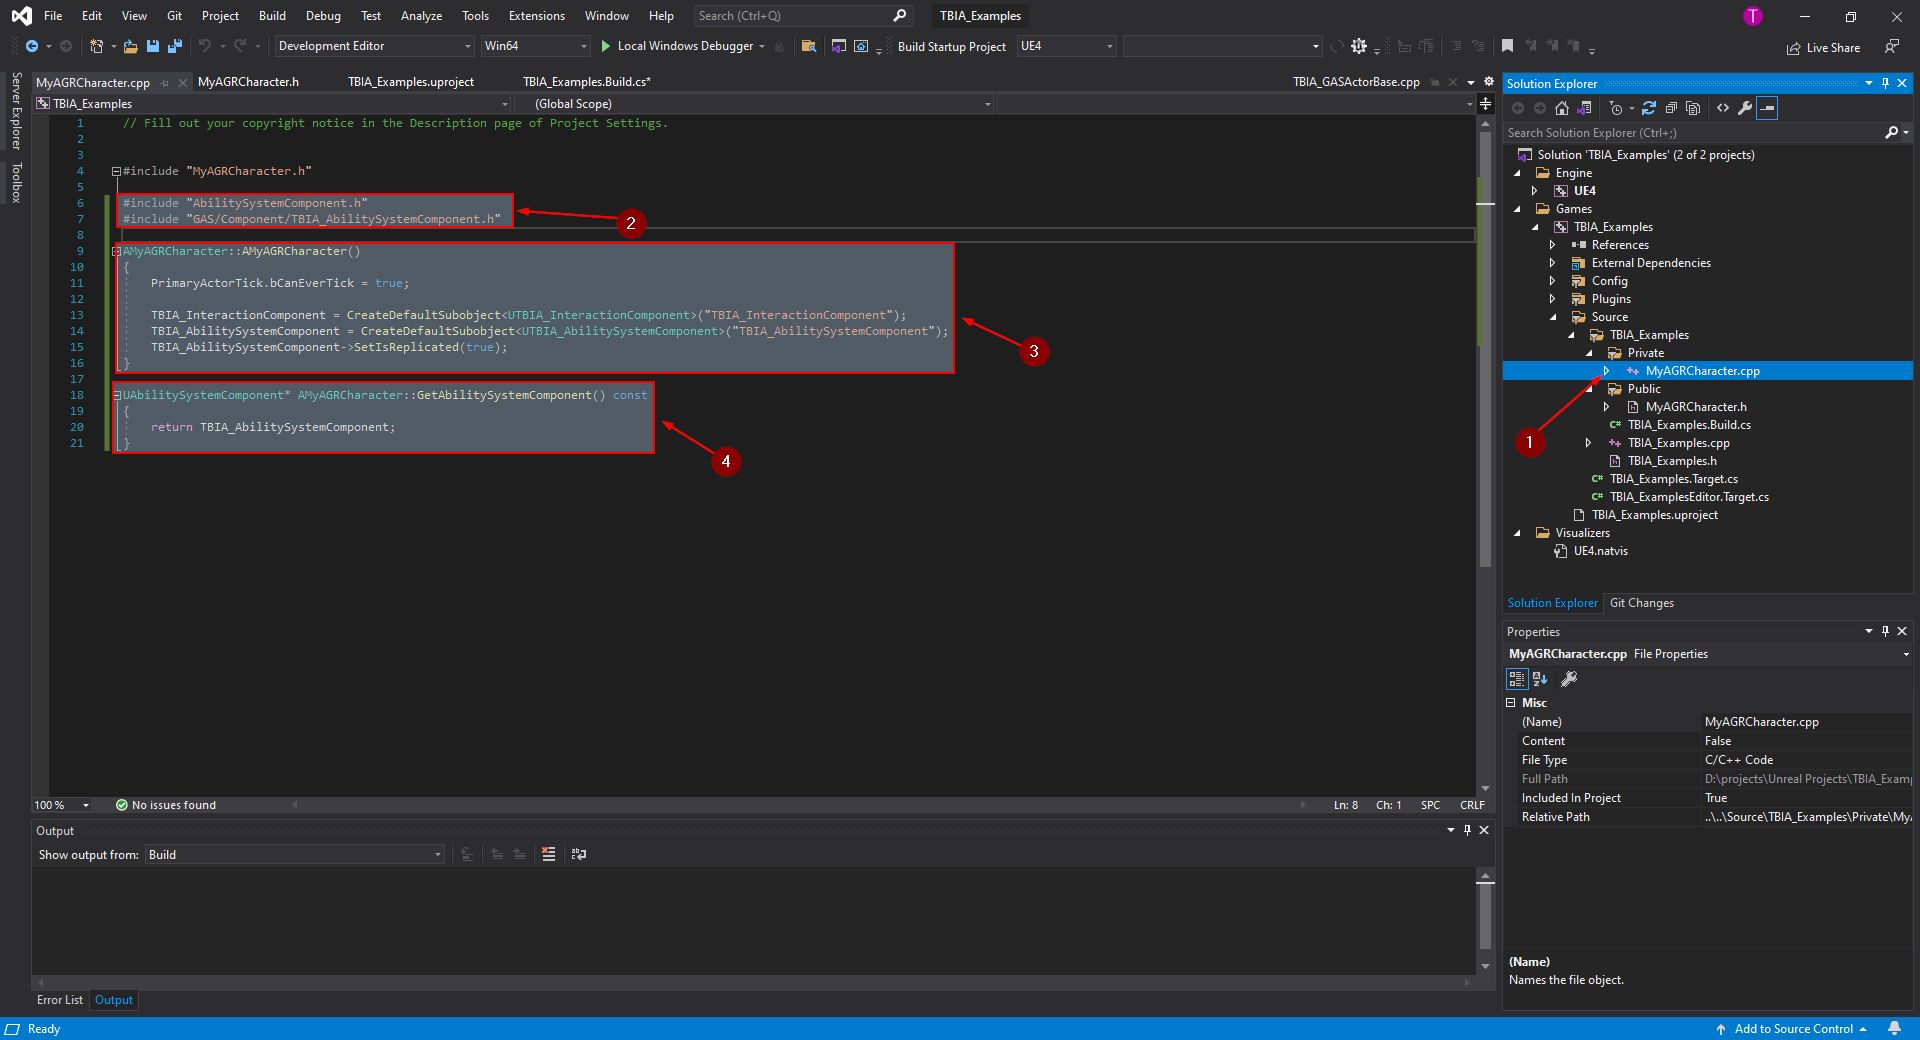 File Edit View Git Project Build Debug Test Analyze Tools Extensions Window Help Search (Ctrl+Q) TBIA_Examples T
Development Editor Win64 Local Windows Debugger Build Startup Project UE4 Live Share
Server Explorer
Toolbox
MyAGRCharacter.cpp MyAGRCharacter.h TBIA_Examples.uproject TBIA_Examples.Build.cs* TBIA_GASActorBase.cpp
TBIA_Examples (Global Scope)
1 // Fill out your copyright notice in the Description page of Project Settings.
2
3
4 #include "MyAGRCharacter.h"
5
6 #include "AbilitySystemComponent.h"
7 #include "GAS/Component/TBIA_AbilitySystemComponent.h"
2
8
9 AMyAGRCharacter::AMyAGRCharacter()
10 {
11 PrimaryActorTick.bCanEverTick = true;
12
13 TBIA_InteractionComponent = CreateDefaultSubobject<UTBIA_InteractionComponent>("TBIA_InteractionComponent");
14 TBIA_AbilitySystemComponent = CreateDefaultSubobject<UTBIA_AbilitySystemComponent>("TBIA_AbilitySystemComponent");
15 TBIA_AbilitySystemComponent->SetIsReplicated(true);
3
16 }
17
18 UAbilitySystemComponent* AMyAGRCharacter::GetAbilitySystemComponent() const
19 {
20 return TBIA_AbilitySystemComponent;
21 }
4
100 % No issues found Ln: 8 Ch: 1 SPC CRLF
Output
Show output from: Build
Error List Output
Solution Explorer
Search Solution Explorer (Ctrl+;)
Solution 'TBIA_Examples' (2 of 2 projects)
Engine
UE4
Games
TBIA_Examples
References
External Dependencies
Config
Plugins
Source
TBIA_Examples
Private
MyAGRCharacter.cpp
Public
MyAGRCharacter.h
C# TBIA_Examples.Build.cs
1
TBIA_Examples.cpp
TBIA_Examples.h
C# TBIA_Examples.Target.cs
C# TBIA_ExamplesEditor.Target.cs
TBIA_Examples.uproject
Visualizers
UE4.natvis
Solution Explorer Git Changes
Properties
MyAGRCharacter.cpp File Properties
Misc
(Name) MyAGRCharacter.cpp
Content False
File Type C/C++ Code
Full Path D:\projects\Unreal Projects\TBIA_Examp
Included In Project True
Relative Path ..\..\Source\TBIA_Examples\Private\MyA
(Name)
Names the file object.
Ready Add to Source Control